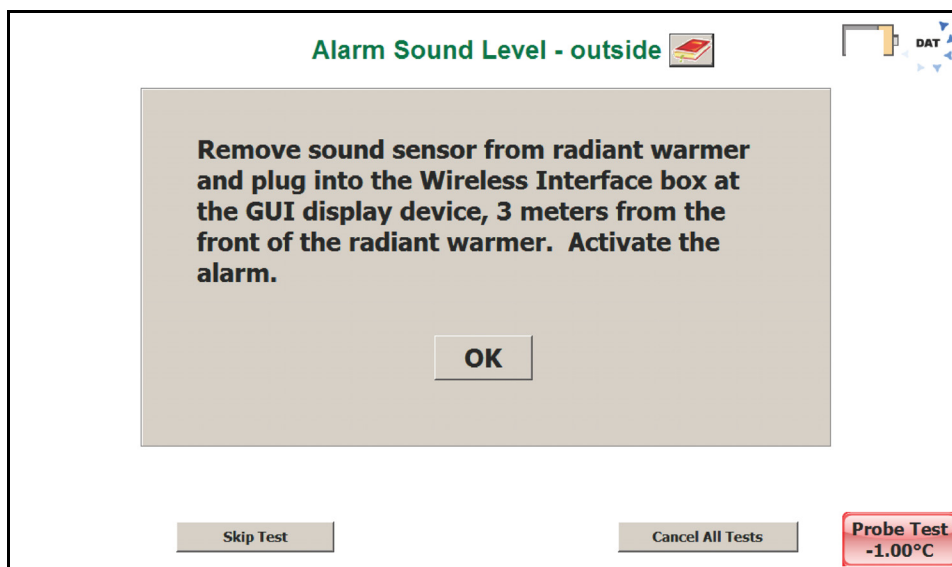 Alarm Sound Level - outside
DAT
Remove sound sensor from radiant warmer
and plug into the Wireless Interface box at
the GUI display device, 3 meters from the
front of the radiant warmer.  Activate the
alarm.
OK
Skip Test
Cancel All Tests
Probe Test
-1.00°C